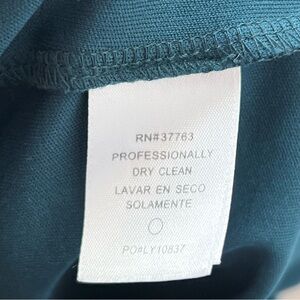 RN#37763
PROFESSIONALLY
DRY CLEAN
LAVAR EN SECO
SOLAMENTE
PO#LY10837